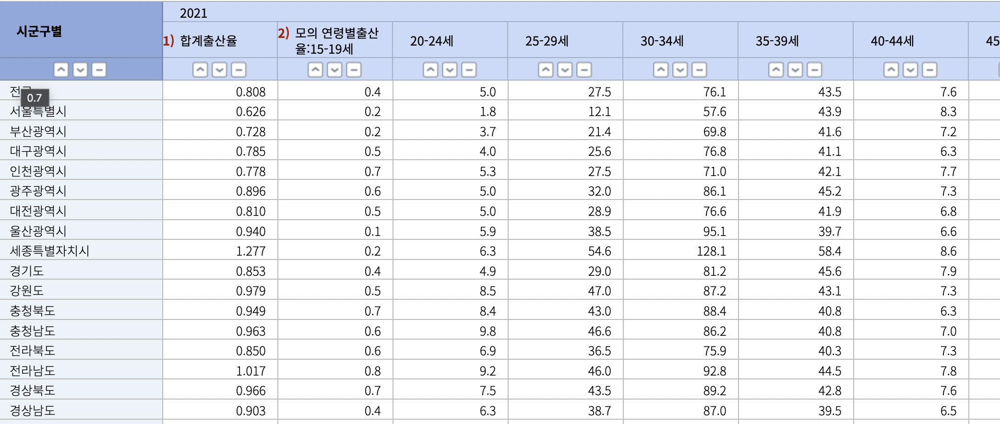 시군구별
2021
1) 합계출산율
2) 모의 연령별출산
율:15-19세
20-24세
25-29세
30-34세
35-39세
40-44세
45
전 0.808 0.4 5.0 27.5 76.1 43.5 7.6
0.7
서울특별시 0.626 0.2 1.8 12.1 57.6 43.9 8.3
부산광역시 0.728 0.2 3.7 21.4 69.8 41.6 7.2
대구광역시 0.785 0.5 4.0 25.6 76.8 41.1 6.3
인천광역시 0.778 0.7 5.3 27.5 71.0 42.1 7.7
광주광역시 0.896 0.6 5.0 32.0 86.1 45.2 7.3
대전광역시 0.810 0.5 5.0 28.9 76.6 41.9 6.8
울산광역시 0.940 0.1 5.9 38.5 95.1 39.7 6.6
세종특별자치시 1.277 0.2 6.3 54.6 128.1 58.4 8.6
경기도 0.853 0.4 4.9 29.0 81.2 45.6 7.9
강원도 0.979 0.5 8.5 47.0 87.2 43.1 7.3
충청북도 0.949 0.7 8.4 43.0 88.4 40.8 6.3
충청남도 0.963 0.6 9.8 46.6 86.2 40.8 7.0
전라북도 0.850 0.6 6.9 36.5 75.9 40.3 7.3
전라남도 1.017 0.8 9.2 46.0 92.8 44.5 7.8
경상북도 0.966 0.7 7.5 43.5 89.2 42.8 7.6
경상남도 0.903 0.4 6.3 38.7 87.0 39.5 6.5